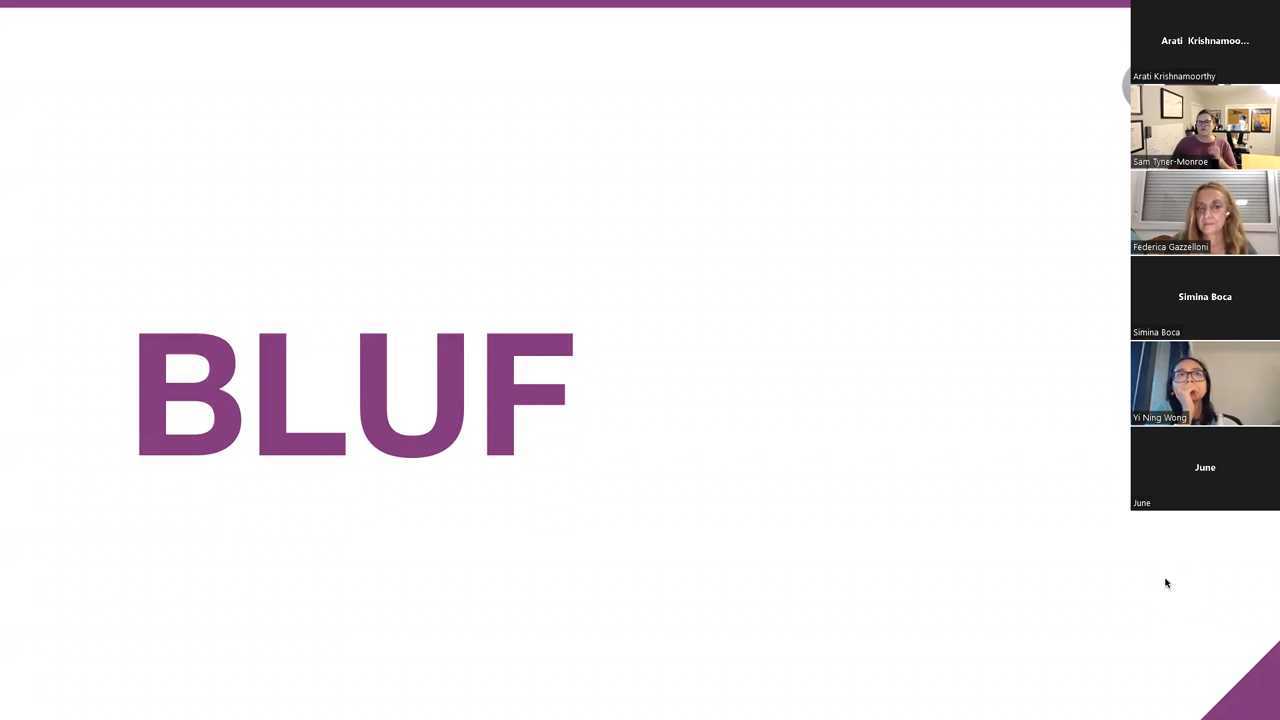 BLUF
Arati Krishnamoo...
Arati Krishnamoorthy
Sam Tyner-Monroe
Federica Gazzelloni
Simina Boca
Simina Boca
Yi Ning Wong
June
June